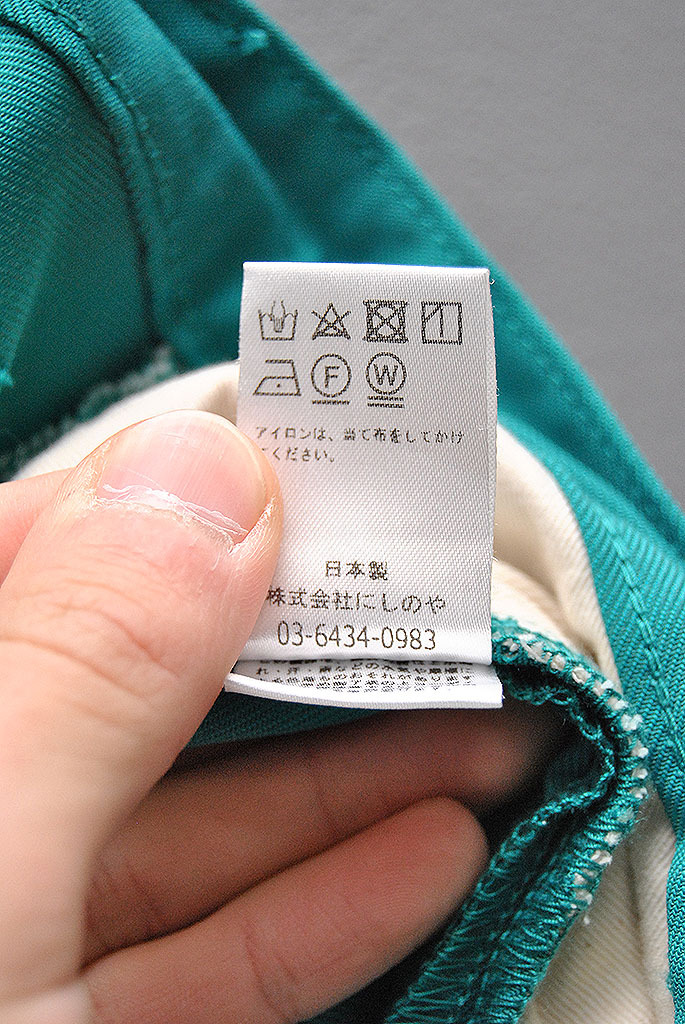 F W
アイロンは、当て布をしてかけ
てください。
日本製
株式会社にしのや
03-6434-0983